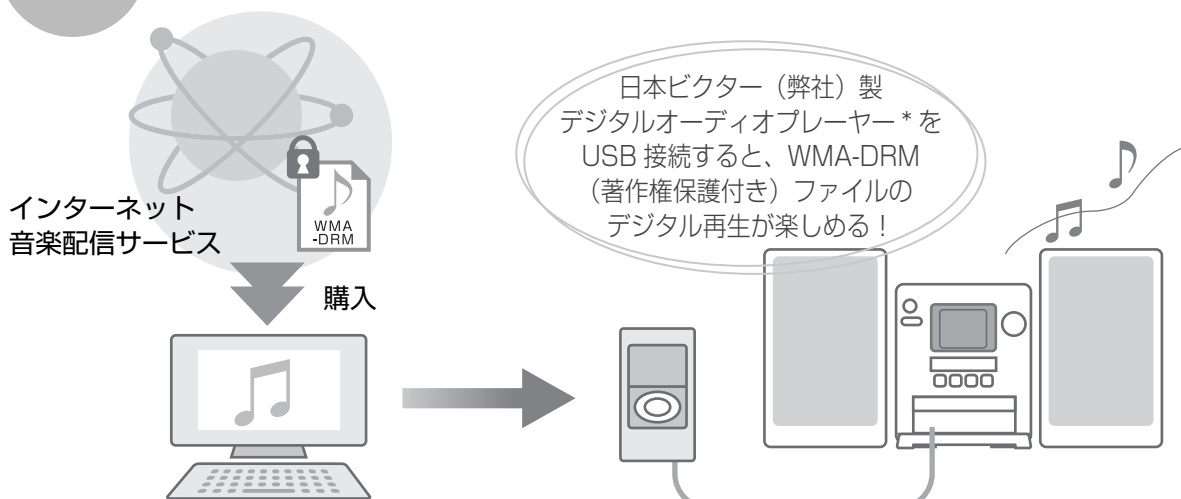 日本ビクター（弊社）製
デジタルオーディオプレーヤー * を
USB 接続すると、WMA-DRM
（著作権保護付き）ファイルの
デジタル再生が楽しめる！
インターネット
音楽配信サービス
WMA
-DRM
購入